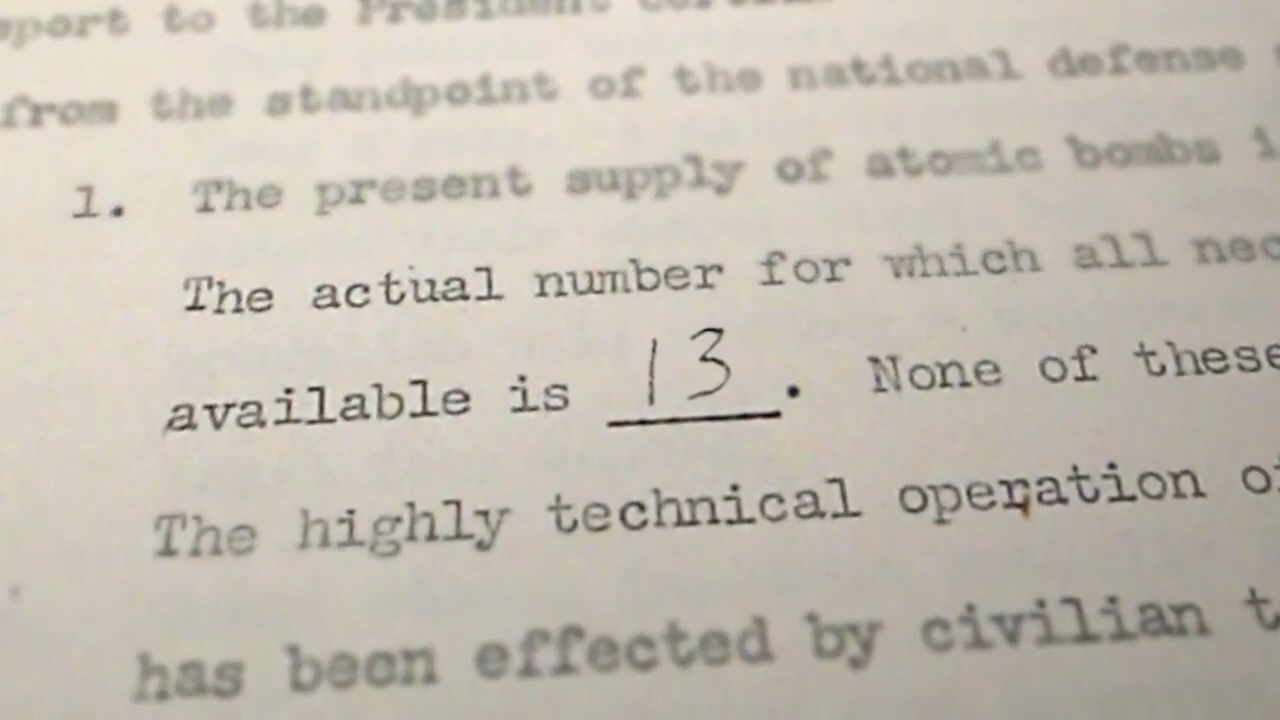 to the President
from the standpoint of the national defense
1. The present supply of atomic bombs
The actual number for which all
available is 13. None of these
The highly technical operation
has been effected by civilian